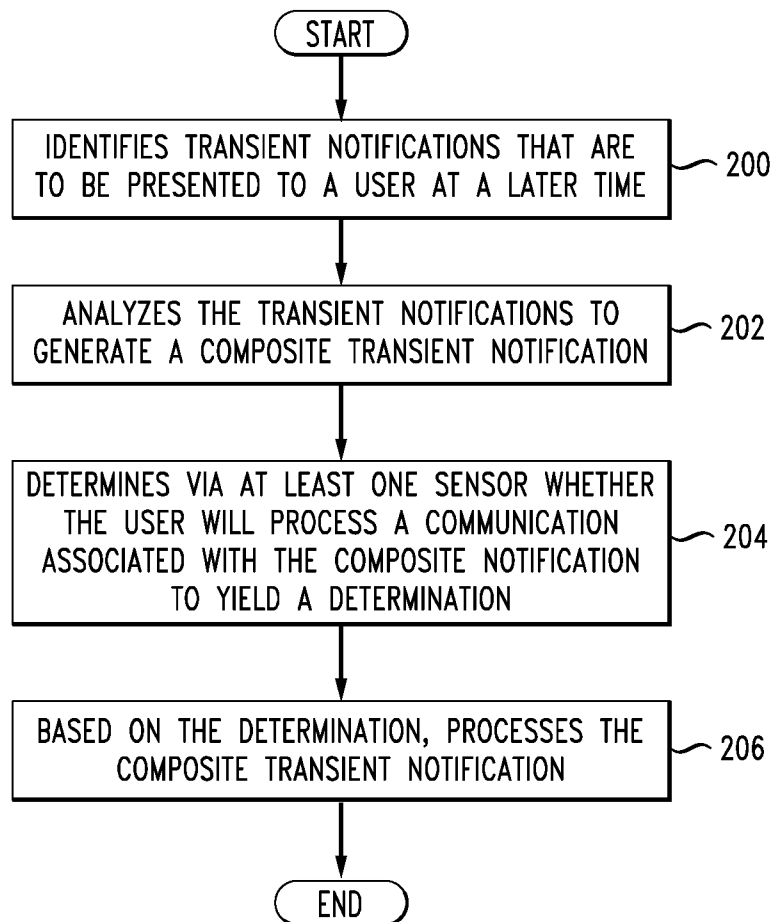 START
IDENTIFIES TRANSIENT NOTIFICATIONS THAT ARE
TO BE PRESENTED TO A USER AT A LATER TIME
200
ANALYZES THE TRANSIENT NOTIFICATIONS TO
GENERATE A COMPOSITE TRANSIENT NOTIFICATION
202
DETERMINES VIA AT LEAST ONE SENSOR WHETHER
THE USER WILL PROCESS A COMMUNICATION
ASSOCIATED WITH THE COMPOSITE NOTIFICATION
TO YIELD A DETERMINATION
204
BASED ON THE DETERMINATION, PROCESSES THE
COMPOSITE TRANSIENT NOTIFICATION
206
END